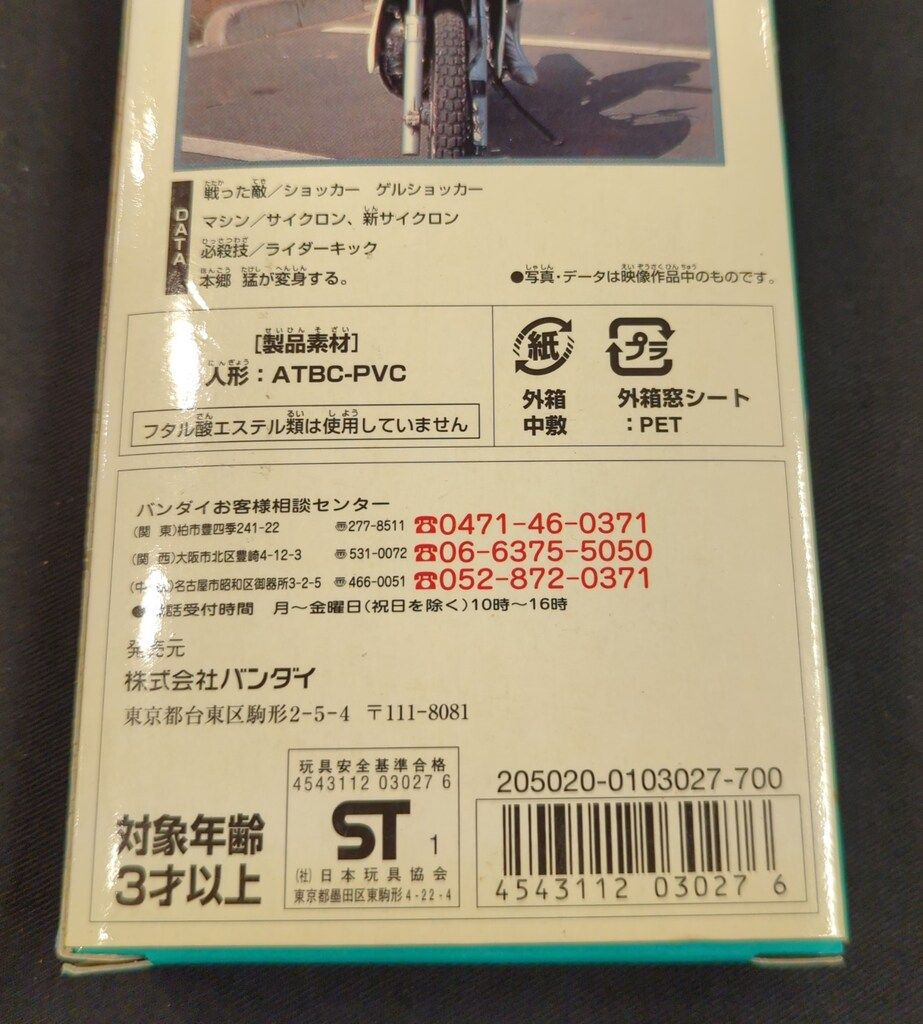 DATA
戦った敵／ショッカー　ゲルショッカー
マシン／サイクロン、新サイクロン
必殺技／ライダーキック
本郷 猛が変身する。
●写真・データは映像作品中のものです。
[製品素材]
人形：ATBC-PVC
フタル酸エステル類は使用していません
紙
外箱
中敷
プラ
外箱窓シート
：PET
バンダイお客様相談センター
(関 東)柏市豊四季241-22 〠277-8511 ☎0471-46-0371
(関 西)大阪市北区豊崎4-12-3 〠531-0072 ☎06-6375-5050
(中 )名古屋市昭和区御器所3-2-5 〠466-0051 ☎052-872-0371
●話受付時間 月～金曜日(祝日を除く)10時～16時
発売元
株式会社バンダイ
東京都台東区駒形2-5-4 〒111-8081
対象年齢
3才以上
玩具安全基準合格
4543112 03027 6
ST 1
(社)日本玩具協会
東京都墨田区東駒形4-22-4
205020-0103027-700
4543112 03027 6